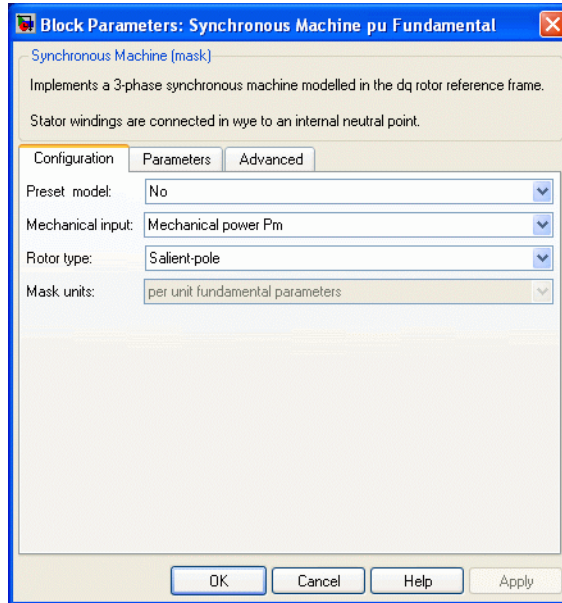 Block Parameters: Synchronous Machine pu Fundamental
Synchronous Machine (mask)
Implements a 3-phase synchronous machine modelled in the dq rotor reference frame.
Stator windings are connected in wye to an internal neutral point.
Configuration Parameters Advanced
Preset model: No
Mechanical input: Mechanical power Pm
Rotor type: Salient-pole
Mask units: per unit fundamental parameters
OK Cancel Help Apply